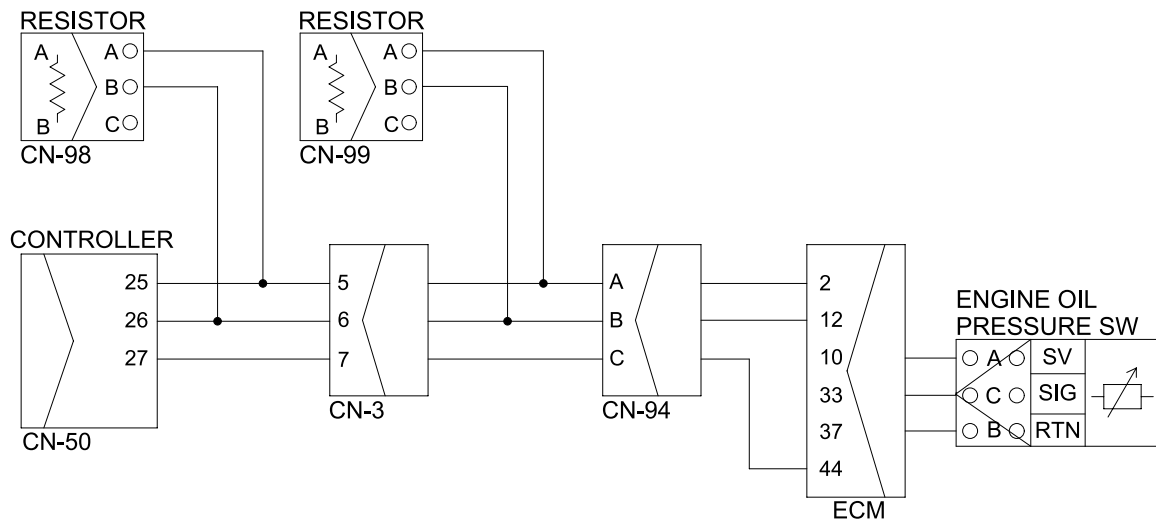 RESISTOR
A A
B
B C
CN-98
RESISTOR
A A
B
B C
CN-99
CONTROLLER
25
26
27
CN-50
5
6
7
CN-3
A
B
C
CN-94
2
12
10
33
37
44
ECM
ENGINE OIL
PRESSURE SW
A SV
C SIG
B RTN